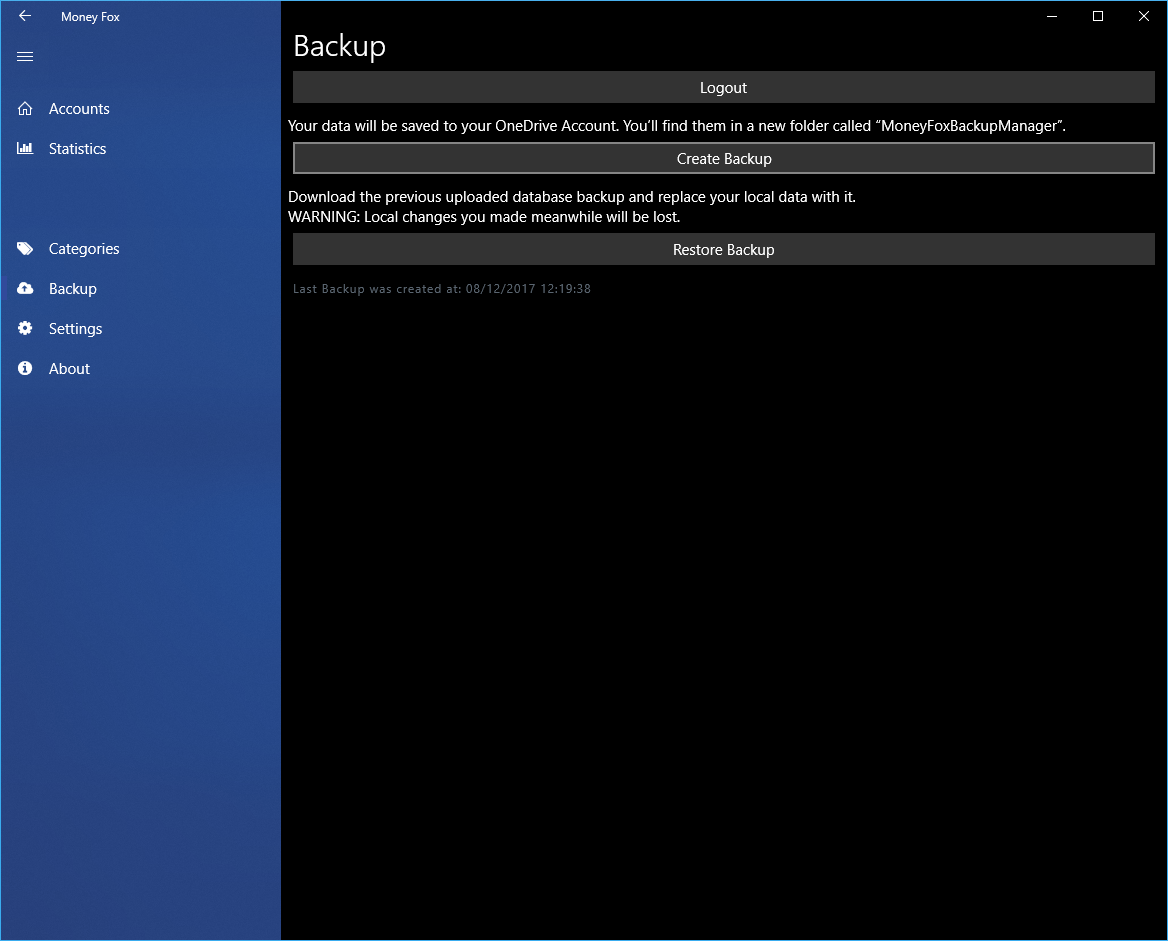 Money Fox
Accounts
Statistics
Categories
Backup
Settings
About
Backup
Logout
Your data will be saved to your OneDrive Account. You’ll find them in a new folder called “MoneyFoxBackupManager”.
Create Backup
Download the previous uploaded database backup and replace your local data with it.
WARNING: Local changes you made meanwhile will be lost.
Restore Backup
Last Backup was created at: 08/12/2017 12:19:38